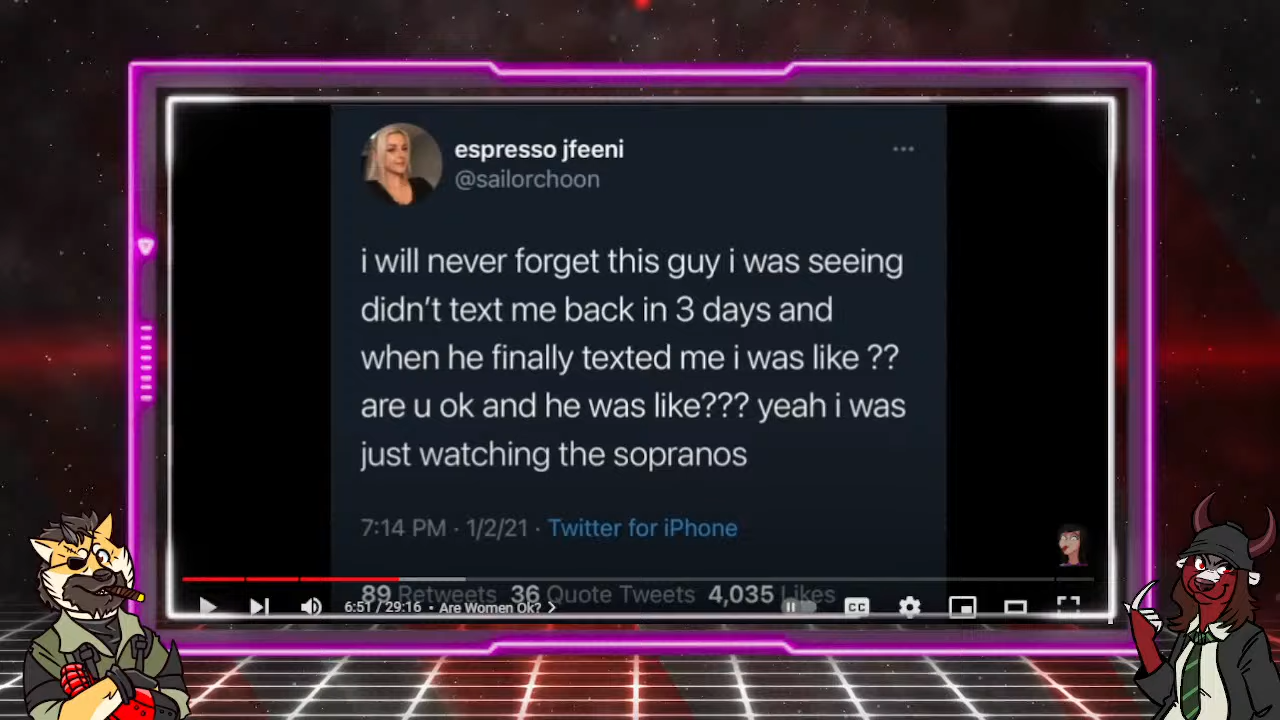 espresso jfeeni
@sailorchoon
i will never forget this guy i was seeing
didn't text me back in 3 days and
when he finally texted me i was like ??
are u ok and he was like??? yeah i was
just watching the sopranos
7:14 PM · 1/2/21 · Twitter for iPhone
89 Retweets 36 Quote Tweets 4,035 Likes
6:51 / 29:16 • Are Women Ok? >
CC